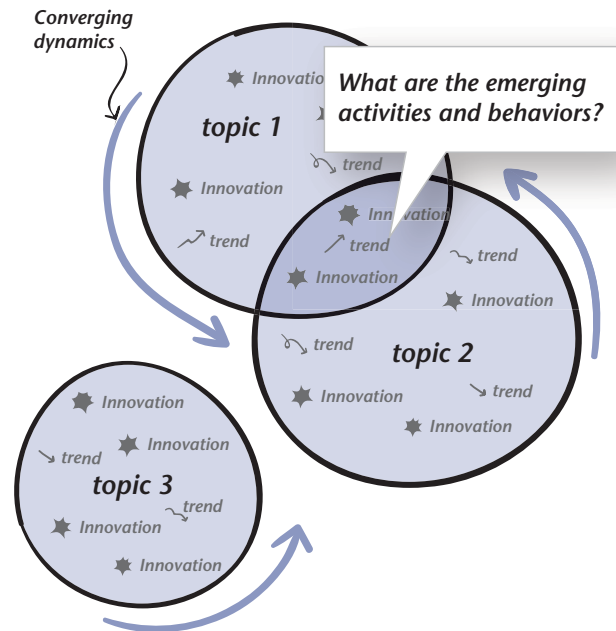 Converging
dynamics
Innovation
What are the emerging
activities and behaviors?
topic 1
trend
Innovation
trend
Innovation
trend
Innovation
trend
Innovation
trend
topic 2
Innovation
trend
Innovation
Innovation
Innovation
trend
topic 3
trend
Innovation
Innovation